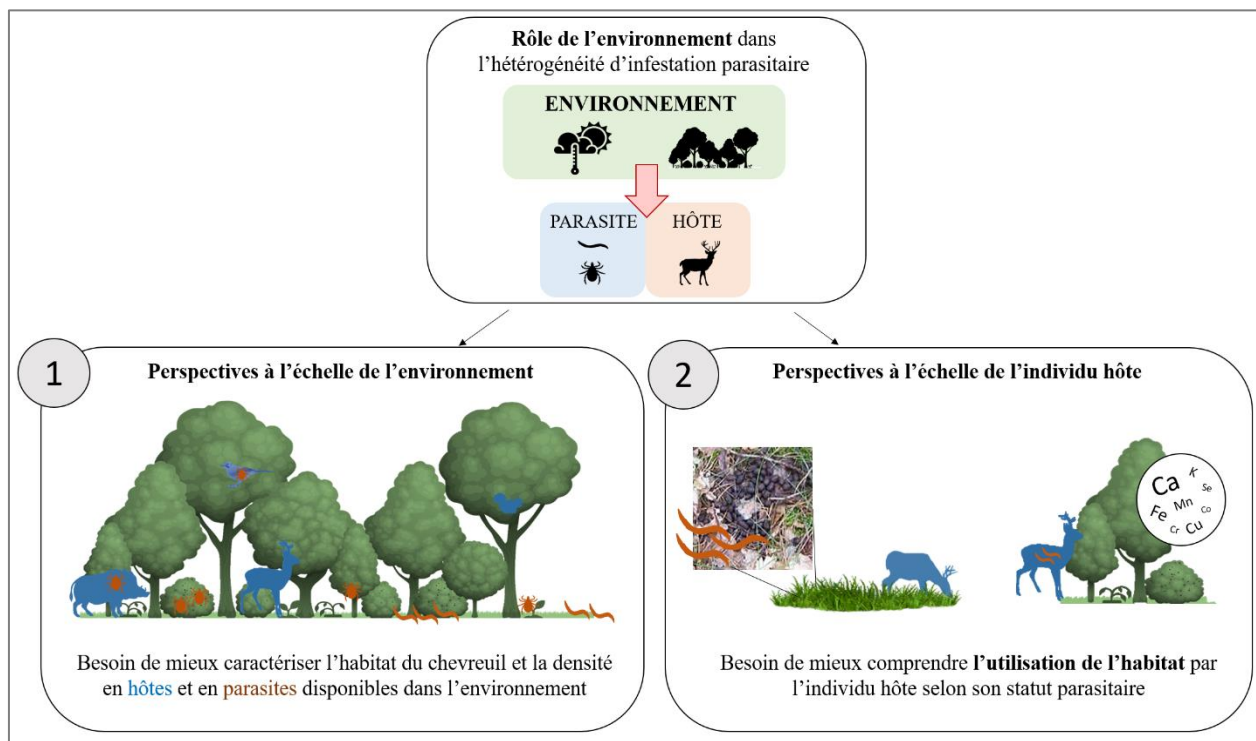 Rôle de l'environnement dans
l'hétérogénéité d'infestation parasitaire
ENVIRONNEMENT
PARASITE
HÔTE
1
Perspectives à l'échelle de l'environnement
Besoin de mieux caractériser l'habitat du chevreuil et la densité
en hôtes et en parasites disponibles dans l'environnement
2
Perspectives à l'échelle de l'individu hôte
Ca
K
Se
Fe
Mn
Co
Cr
Cu
Besoin de mieux comprendre l'utilisation de l'habitat par
l'individu hôte selon son statut parasitaire